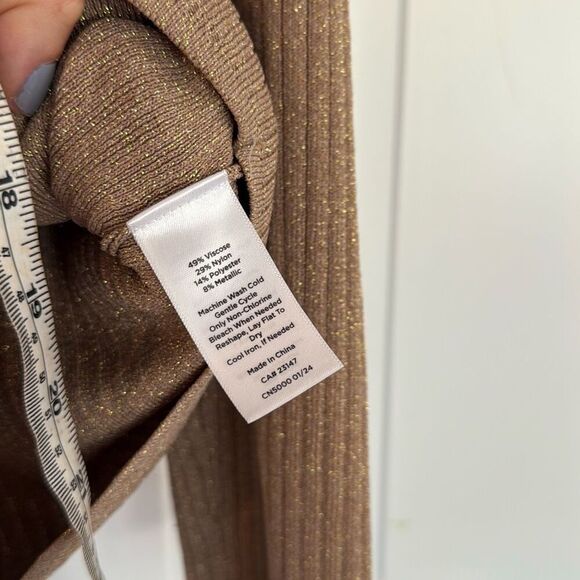 49% Viscose
29% Nylon
14% Polyester
8% Metallic
Machine Wash Cold
Gentle Cycle
Only Non-Chlorine
Bleach When Needed
Reshape, Lay Flat To
Dry
Cool Iron, If Needed
Made in China
CA# 23147
CN5000 01/24
18
19
20